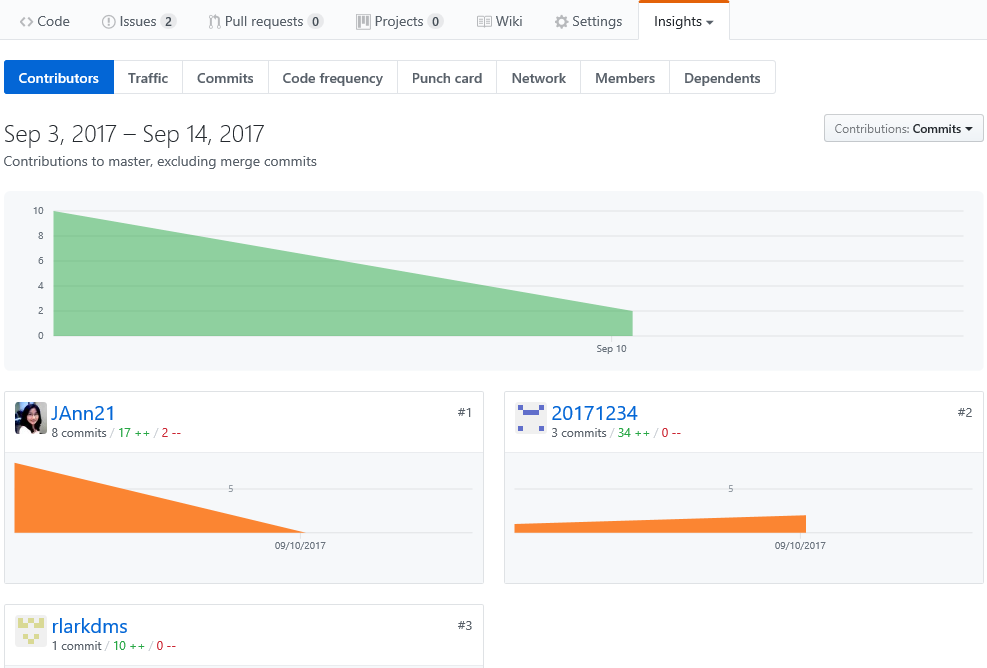 Code Issues 2 Pull requests 0 Projects 0 Wiki Settings Insights
Contributors Traffic Commits Code frequency Punch card Network Members Dependents
Sep 3, 2017 – Sep 14, 2017
Contributions: Commits
Contributions to master, excluding merge commits
10
8
6
4
2
0
Sep 10
JAnn21 #1
8 commits / 17 ++ / 2 --
5
09/10/2017
20171234 #2
3 commits / 34 ++ / 0 --
5
09/10/2017
rlarkdms #3
1 commit / 10 ++ / 0 --